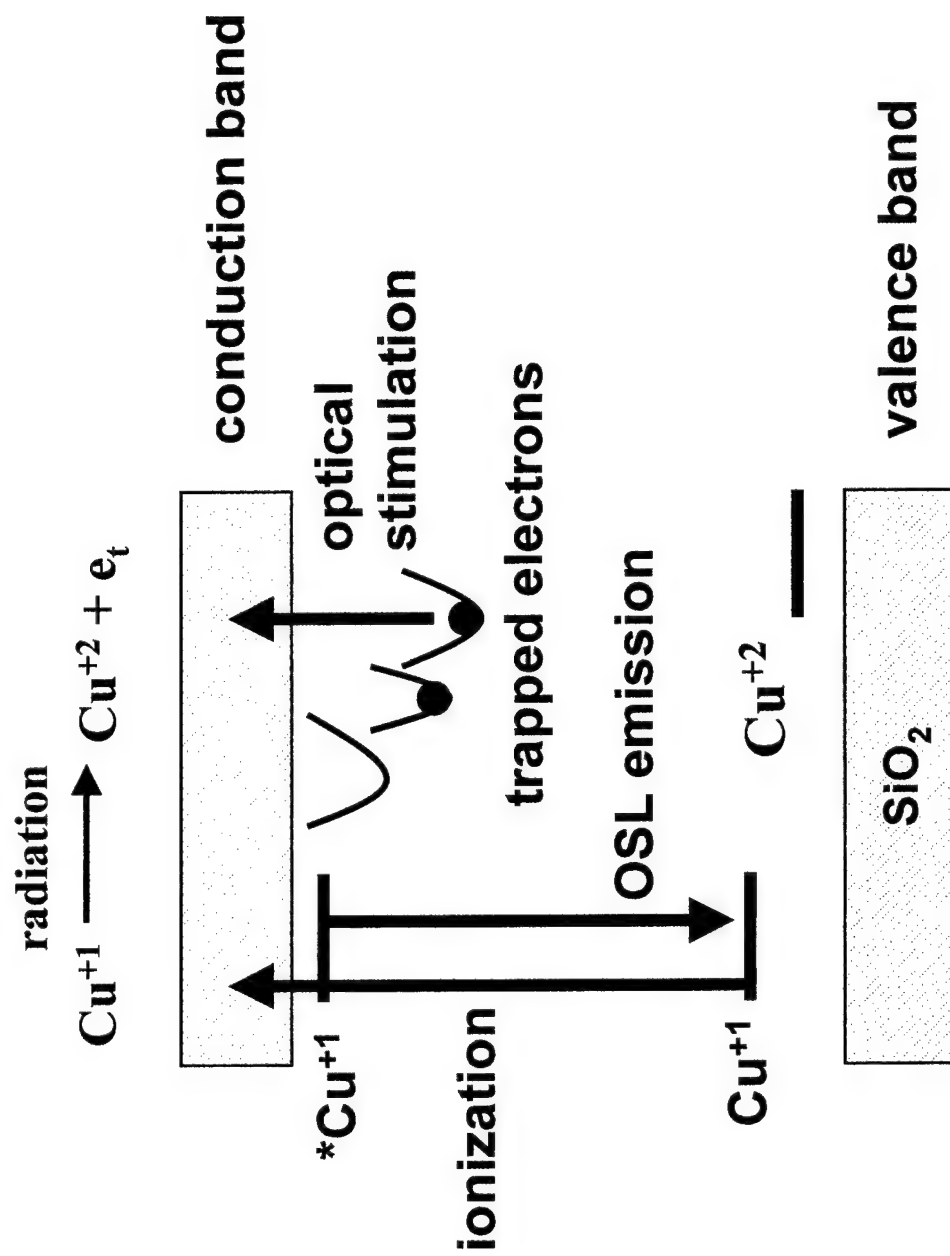 radiation
Cu+1 → Cu+2 + et
conduction band
optical
stimulation
*Cu+1
trapped electrons
ionization
OSL emission
Cu+1
Cu+2
SiO2
valence band